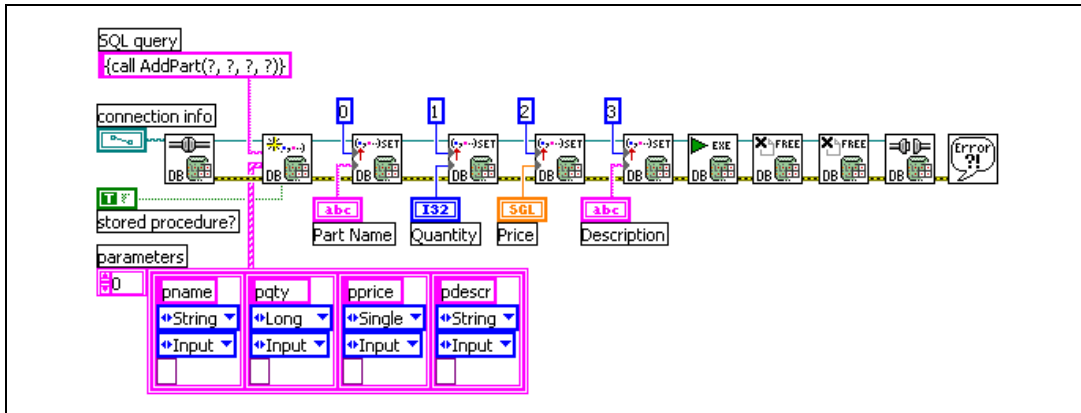 SQL query
{call AddPart(?, ?, ?, ?)}
connection info
0 1 2 3
(,)SET (,)SET (,)SET (,)SET EXE FREE FREE
DB DB DB DB DB DB DB DB DB DB
Error ?!
T F
stored procedure?
abc I32 SGL abc
Part Name Quantity Price Description
parameters
0
pname pqty pprice pdescr
String Long Single String
Input Input Input Input